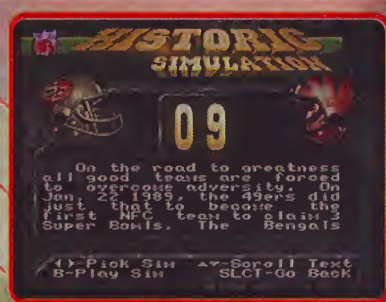 HISTORIC
SIMULATION
09
On the road to greatness
all good teams are forced
to overcome adversity. On
Jan. 22 1989, the 49ers did
just that to become the
first NFC team to claim 3
Super Bowls. The Bengals
◄►-Pick Sim ▲▼-Scroll Text
B-Play Sim SLCT-Go Back